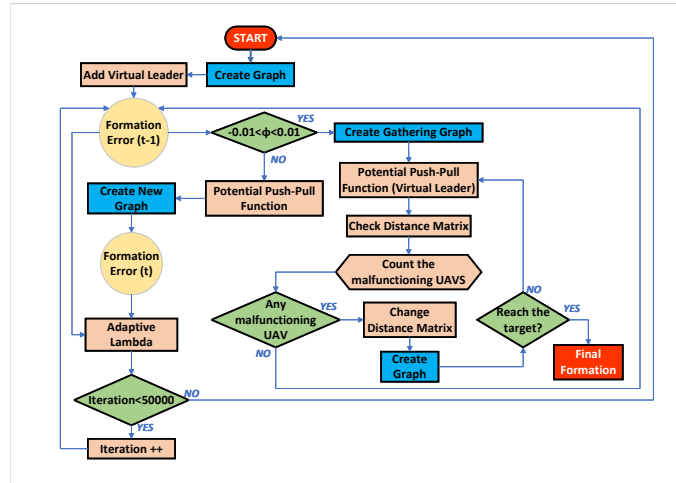 START
Add Virtual Leader
Create Graph
Formation
Error (t-1)
-0.01<ϕ<0.01
YES
Create Gathering Graph
NO
Potential Push-Pull
Function
Potential Push-Pull
Function (Virtual Leader)
Create New
Graph
Check Distance Matrix
Formation
Error (t)
Count the
malfunctioning UAVS
NO
Any
malfunctioning
UAV
YES
Change
Distance Matrix
Reach the
target?
YES
Adaptive
Lambda
NO
Create
Graph
Final
Formation
Iteration<50000
NO
YES
Iteration ++